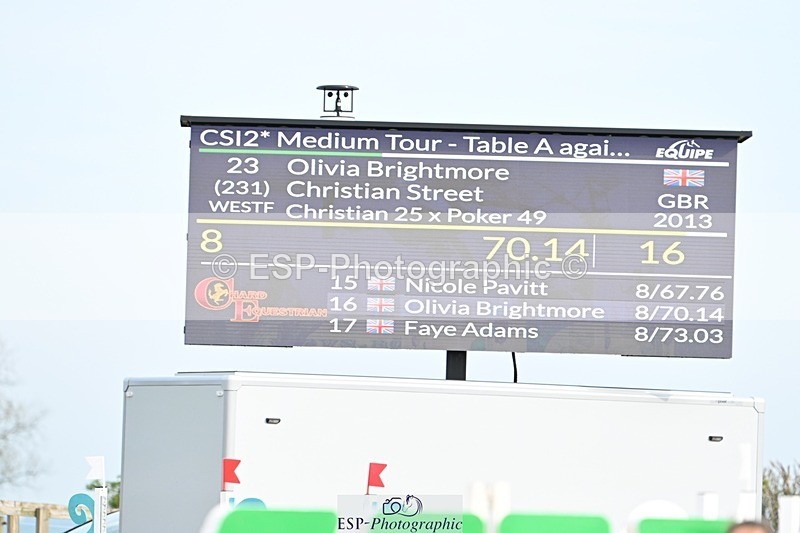 CSI2* Medium Tour - Table A agai... EQUIPE
23 Olivia Brightmore
(231) Christian Street GBR
WESTF Christian 25 x Poker 49 2013
8 70.14 16
© ESP-Photographic ©
15 Nicole Pavitt 8/67.76
CHARD EQUESTRIAN
16 Olivia Brightmore 8/70.14
17 Faye Adams 8/73.03
ESP-Photographic